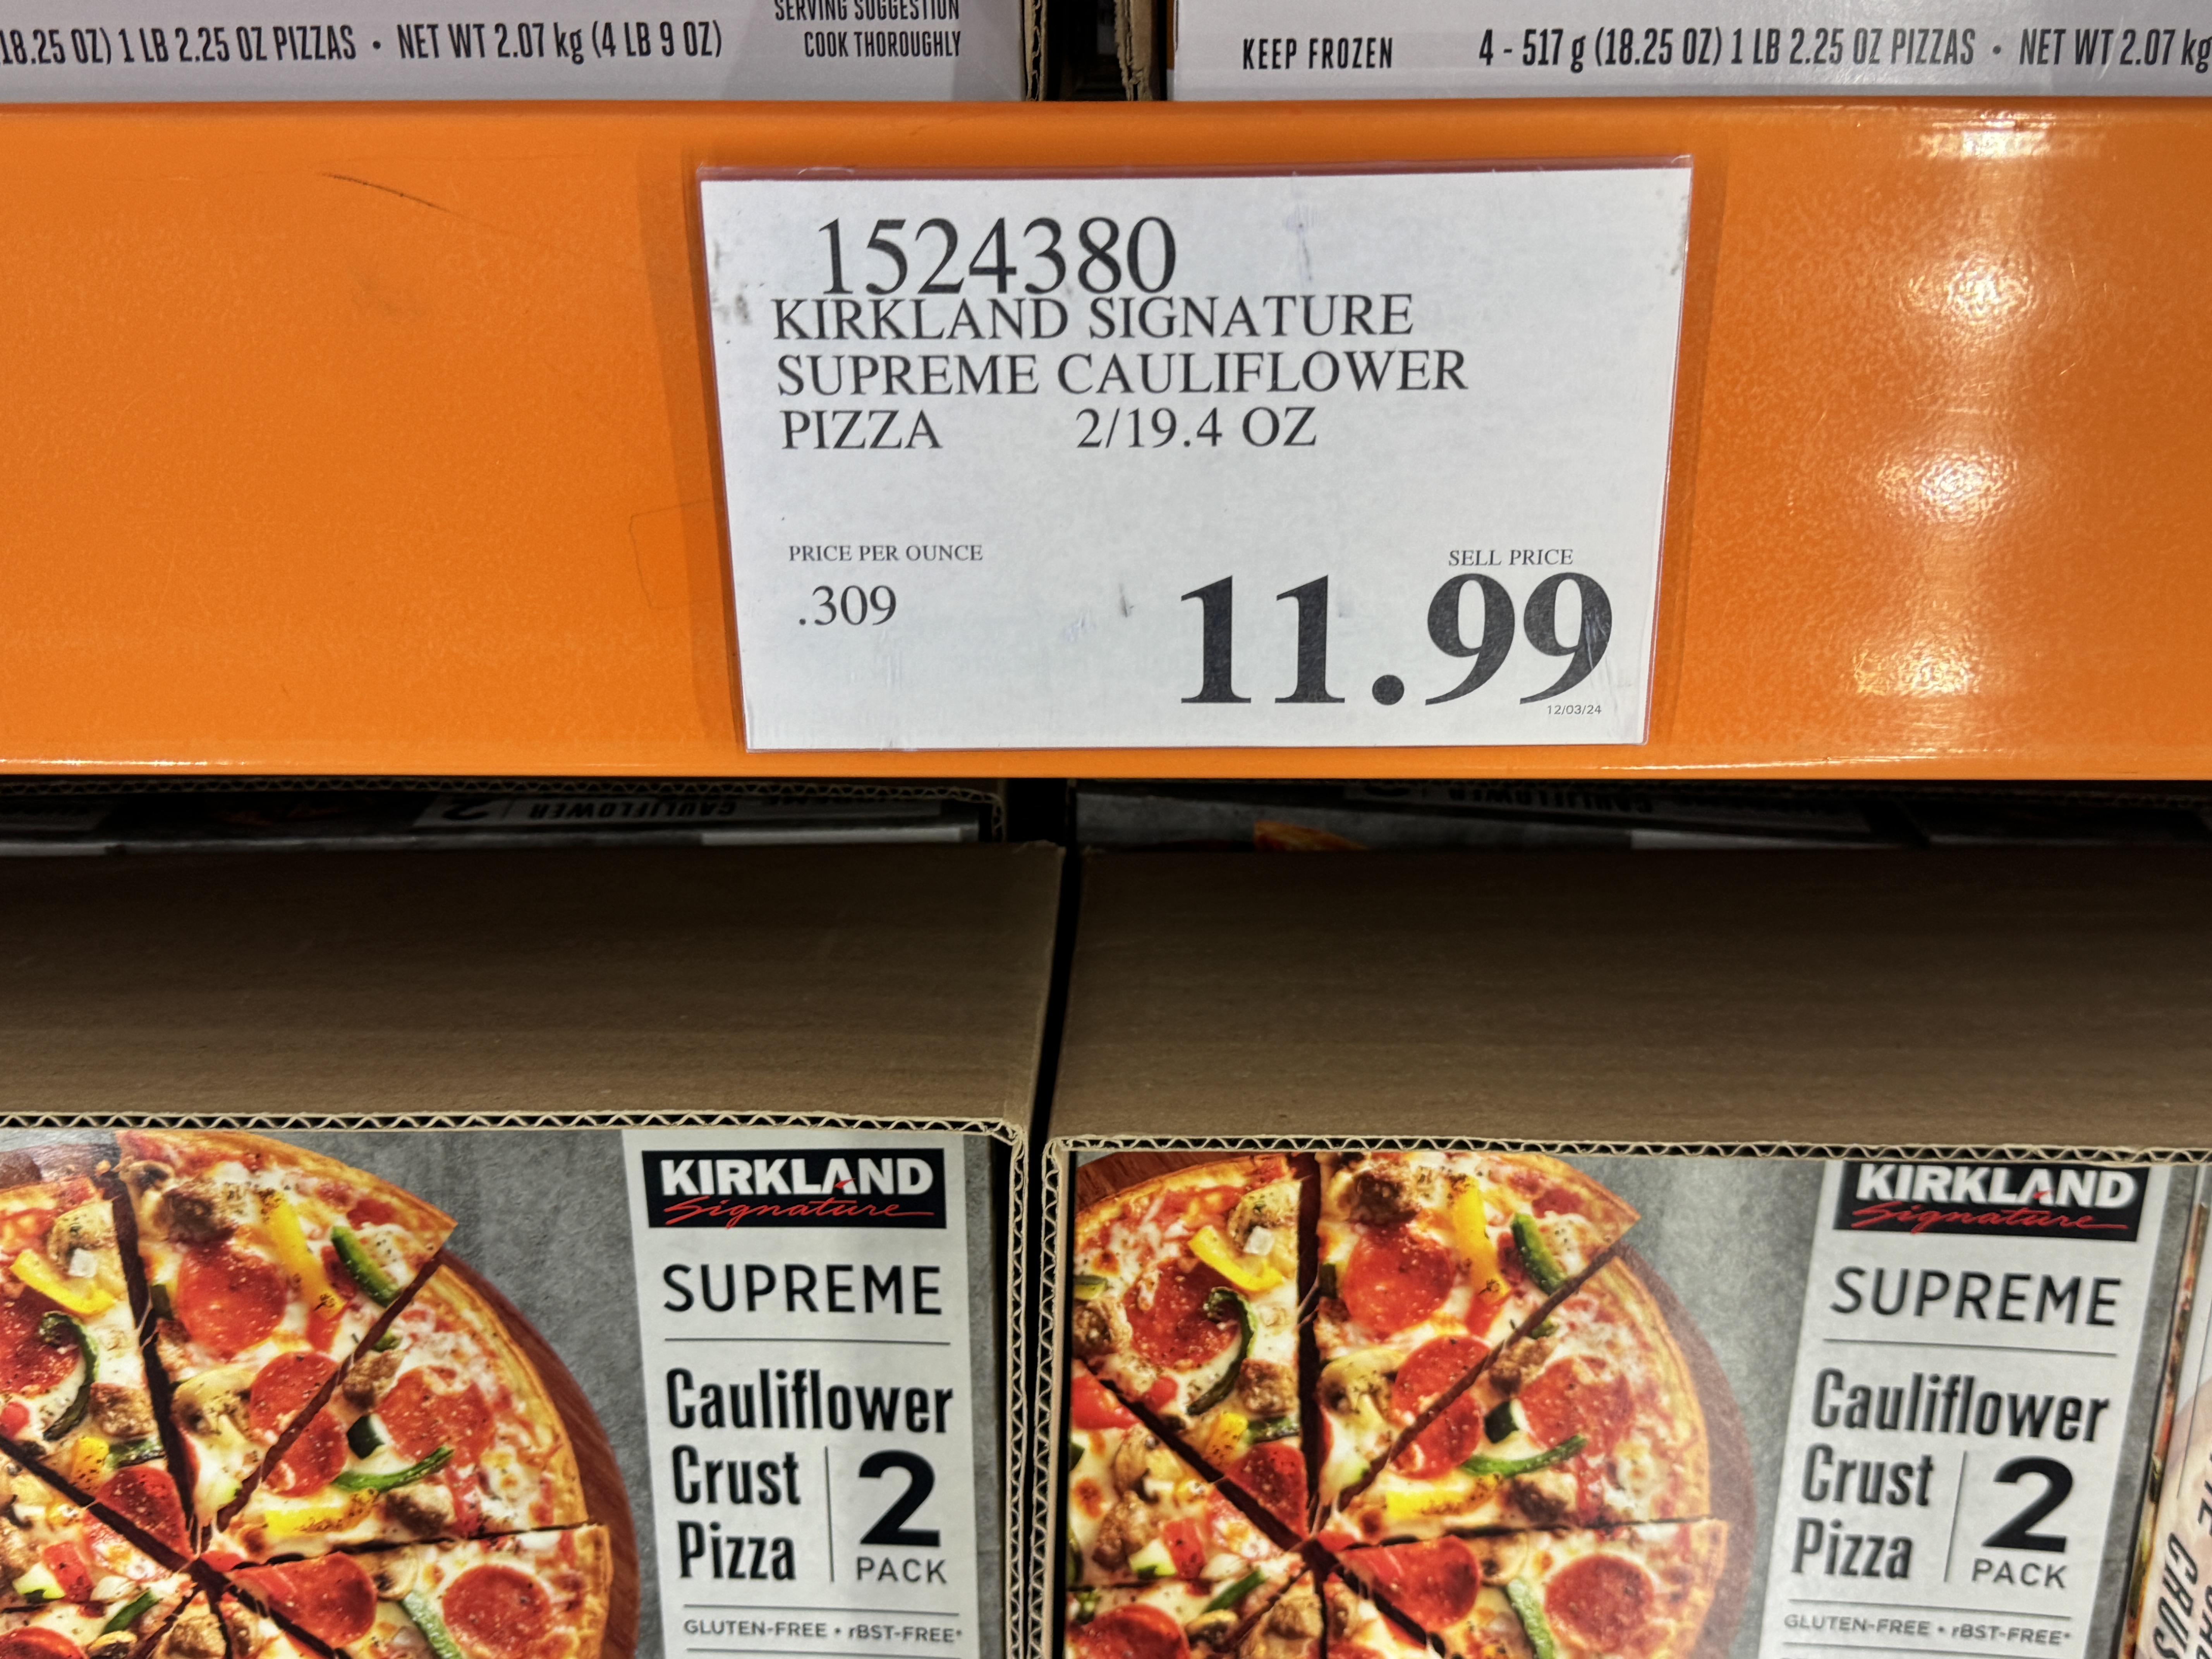 SERVING SUGGESTION
18.25 OZ) 1 LB 2.25 OZ PIZZAS • NET WT 2.07 kg (4 LB 9 OZ)
COOK THOROUGHLY
KEEP FROZEN
4 - 517 g (18.25 OZ) 1 LB 2.25 OZ PIZZAS • NET WT 2.07 kg
1524380
KIRKLAND SIGNATURE
SUPREME CAULIFLOWER
PIZZA 2/19.4 OZ
PRICE PER OUNCE
.309
SELL PRICE
11.99
12/03/24
CAULIFLOWER 2
CAULIFLOWER
KIRKLAND
Signature
SUPREME
Cauliflower
Crust
Pizza
2
PACK
GLUTEN-FREE • rBST-FREE*
KIRKLAND
Signature
SUPREME
Cauliflower
Crust
Pizza
2
PACK
GLUTEN-FREE • rBST-FREE*